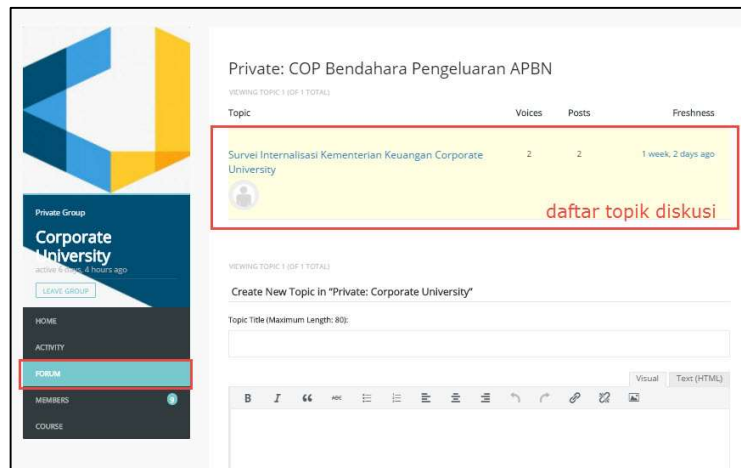 Private Group
Corporate
University
active 6 days, 4 hours ago
LEAVE GROUP
HOME
ACTIVITY
FORUM
MEMBERS 9
COURSE
Private: COP Bendahara Pengeluaran APBN
VIEWING TOPIC 1 (OF 1 TOTAL)
Topic Voices Posts Freshness
Survei Internalisasi Kementerian Keuangan Corporate 2 2 1 week, 2 days ago
University
daftar topik diskusi
VIEWING TOPIC 1 (OF 1 TOTAL)
Create New Topic in “Private: Corporate University”
Topic Title (Maximum Length: 80):
Visual Text (HTML)
B I ABC